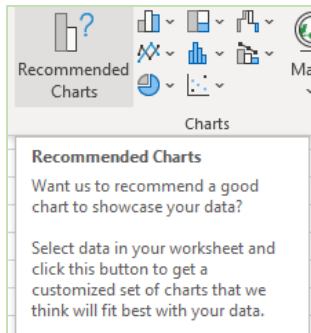 Recommended
Charts
Ma
Charts
Recommended Charts
Want us to recommend a good
chart to showcase your data?
Select data in your worksheet and
click this button to get a
customized set of charts that we
think will fit best with your data.